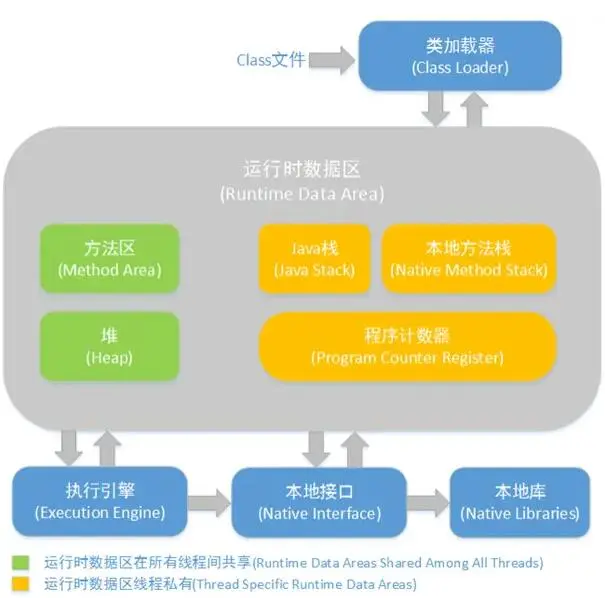 Class文件
类加载器
(Class Loader)
运行时数据区
(Runtime Data Area)
方法区
(Method Area)
Java栈
(Java Stack)
本地方法栈
(Native Method Stack)
堆
(Heap)
程序计数器
(Program Counter Register)
执行引擎
(Execution Engine)
本地接口
(Native Interface)
本地库
(Native Libraries)
运行时数据区在所有线程间共享(Runtime Data Areas Shared Among All Threads)
运行时数据区线程私有(Thread Specific Runtime Data Areas)